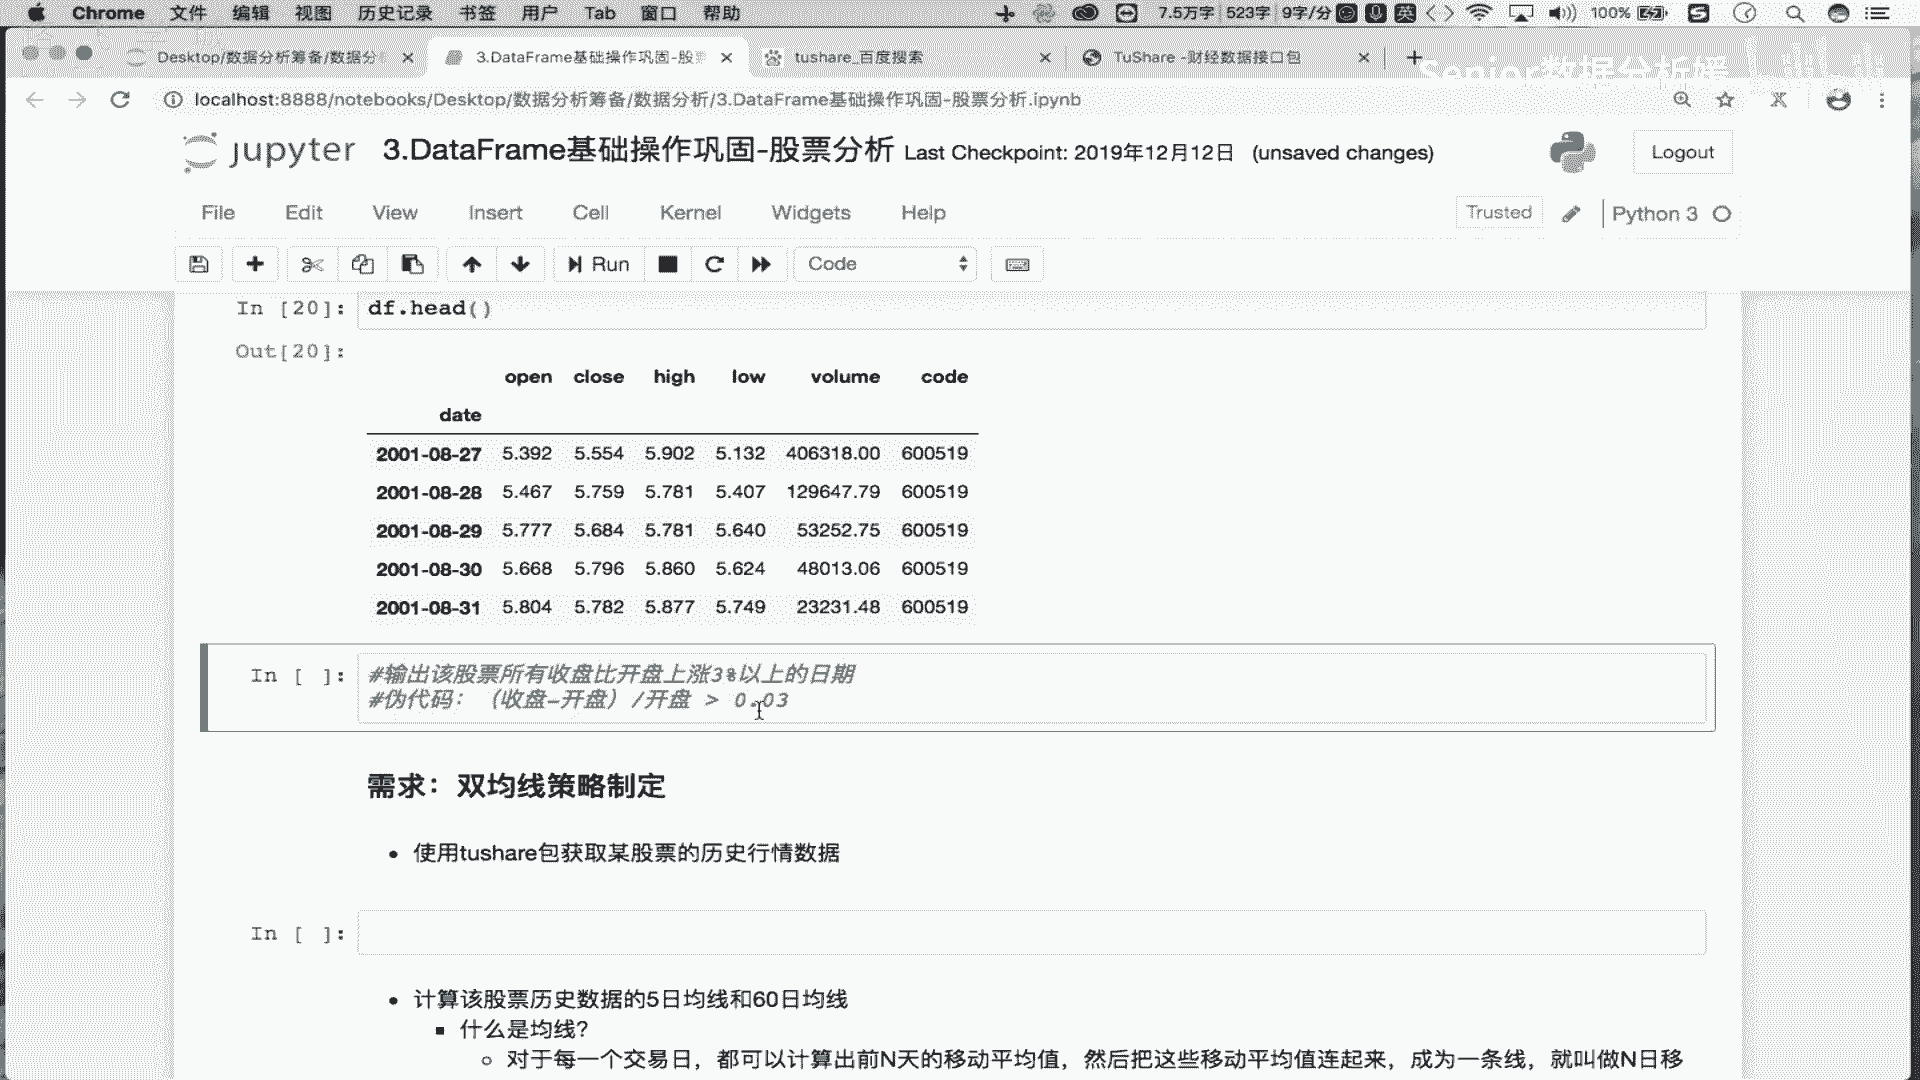 Chrome 文件 编辑 视图 历史记录 书签 用户 Tab 窗口 帮助 7.5万字 523字 9字/分 英 100%
Desktop/数据分析筹备/数据分 3.DataFrame基础操作巩固-股票 tushare_百度搜索 TuShare -财经数据接口包
Senior数据分析媛 bilibili
localhost:8888/notebooks/Desktop/数据分析筹备/数据分析/3.DataFrame基础操作巩固-股票分析.ipynb
jupyter 3.DataFrame基础操作巩固-股票分析 Last Checkpoint: 2019年12月12日 (unsaved changes) Logout
File Edit View Insert Cell Kernel Widgets Help Trusted Python 3
Run Code
In [20]: df.head()
Out[20]:
open close high low volume code
date
2001-08-27 5.392 5.554 5.902 5.132 406318.00 600519
2001-08-28 5.467 5.759 5.781 5.407 129647.79 600519
2001-08-29 5.777 5.684 5.781 5.640 53252.75 600519
2001-08-30 5.668 5.796 5.860 5.624 48013.06 600519
2001-08-31 5.804 5.782 5.877 5.749 23231.48 600519
In [ ]: #输出该股票所有收盘比开盘上涨3%以上的日期
#伪代码：（收盘-开盘）/开盘 > 0.03
需求：双均线策略制定
使用tushare包获取某股票的历史行情数据
In [ ]:
计算该股票历史数据的5日均线和60日均线
什么是均线？
对于每一个交易日，都可以计算出前N天的移动平均值，然后把这些移动平均值连起来，成为一条线，就叫做N日移